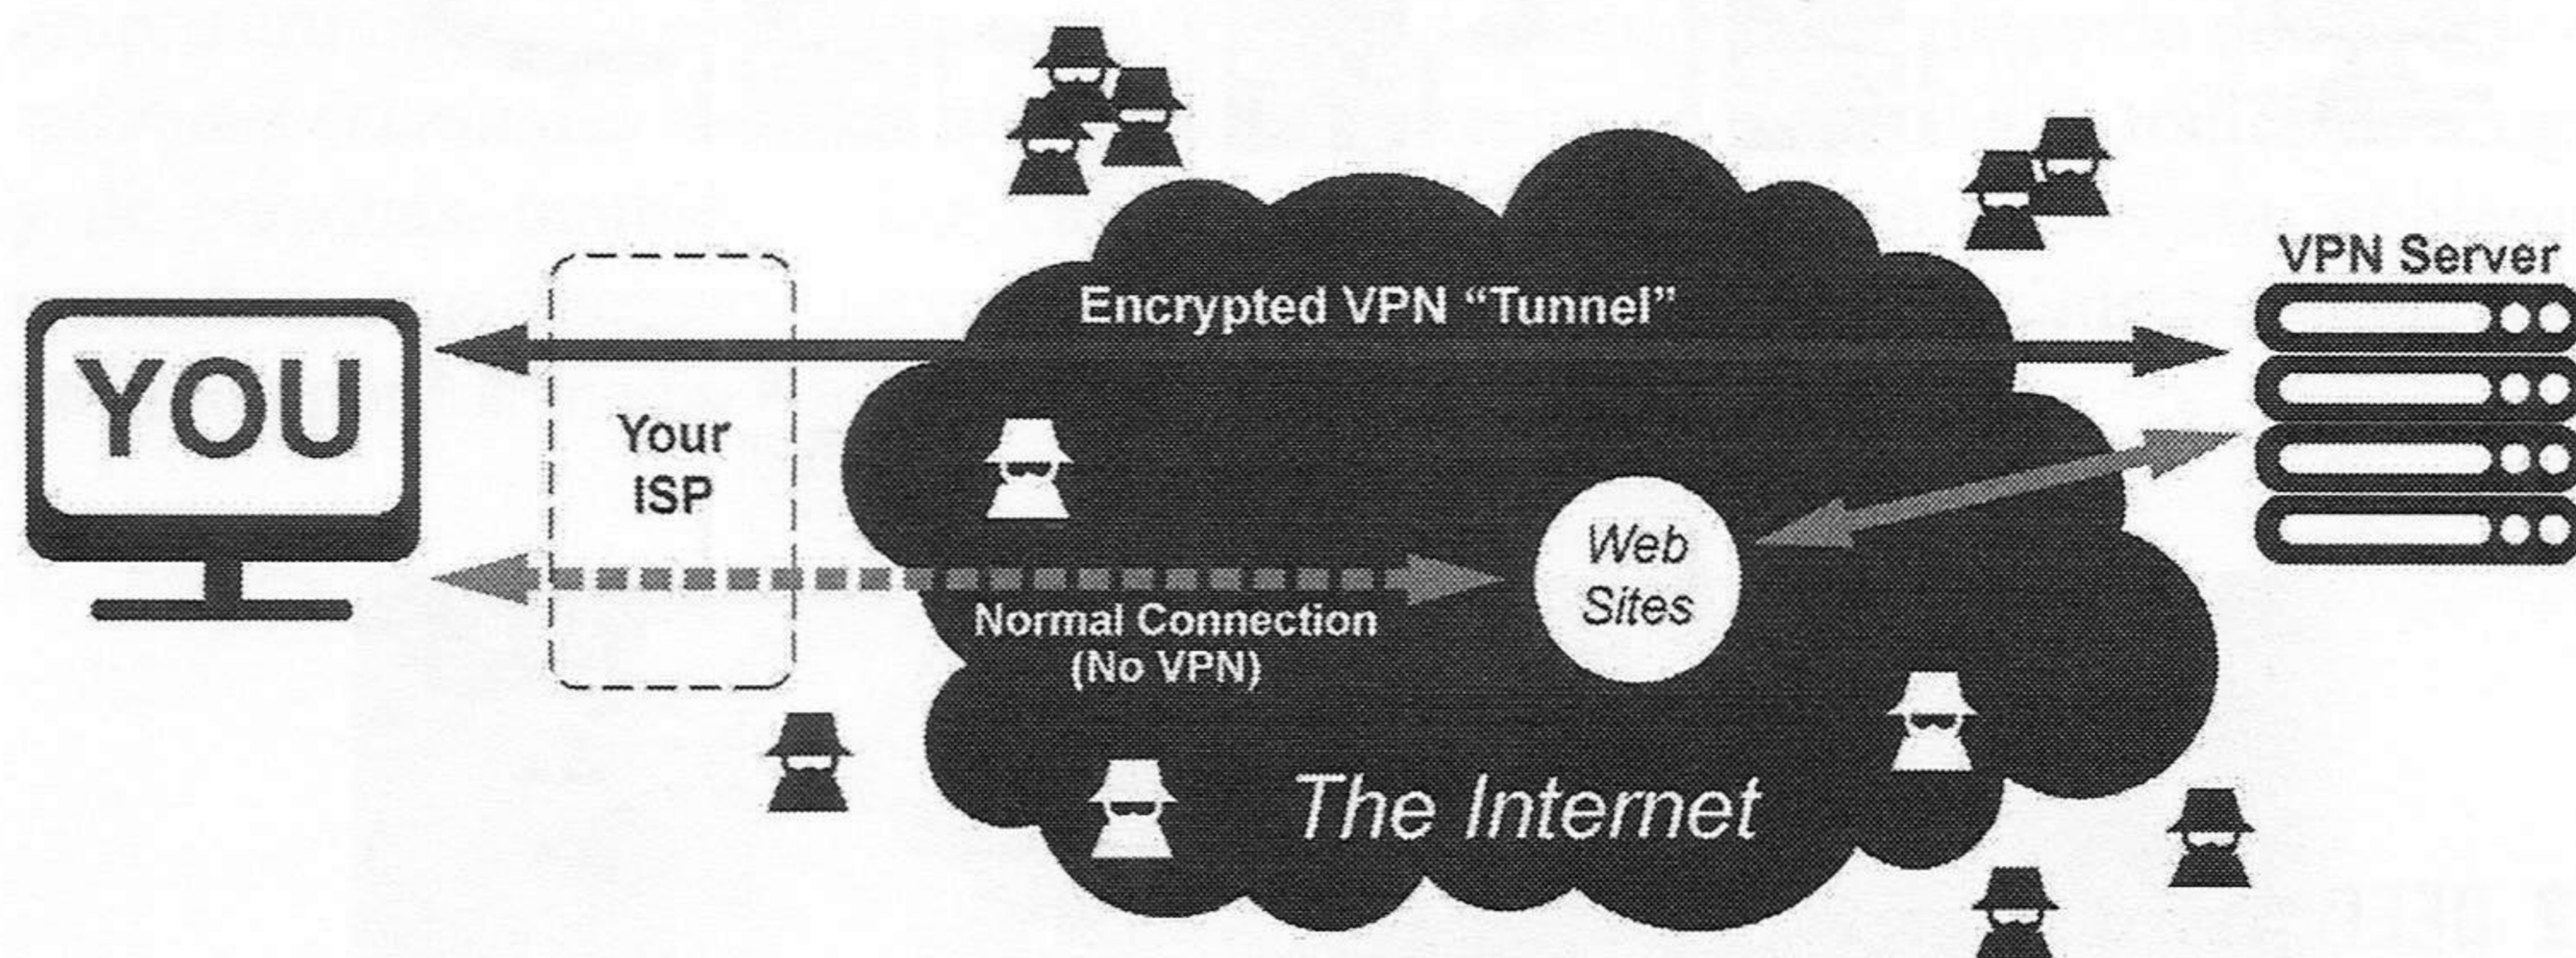 VPN Server
Encrypted VPN “Tunnel”
YOU
Your
ISP
Web
Sites
Normal Connection
(No VPN)
The Internet